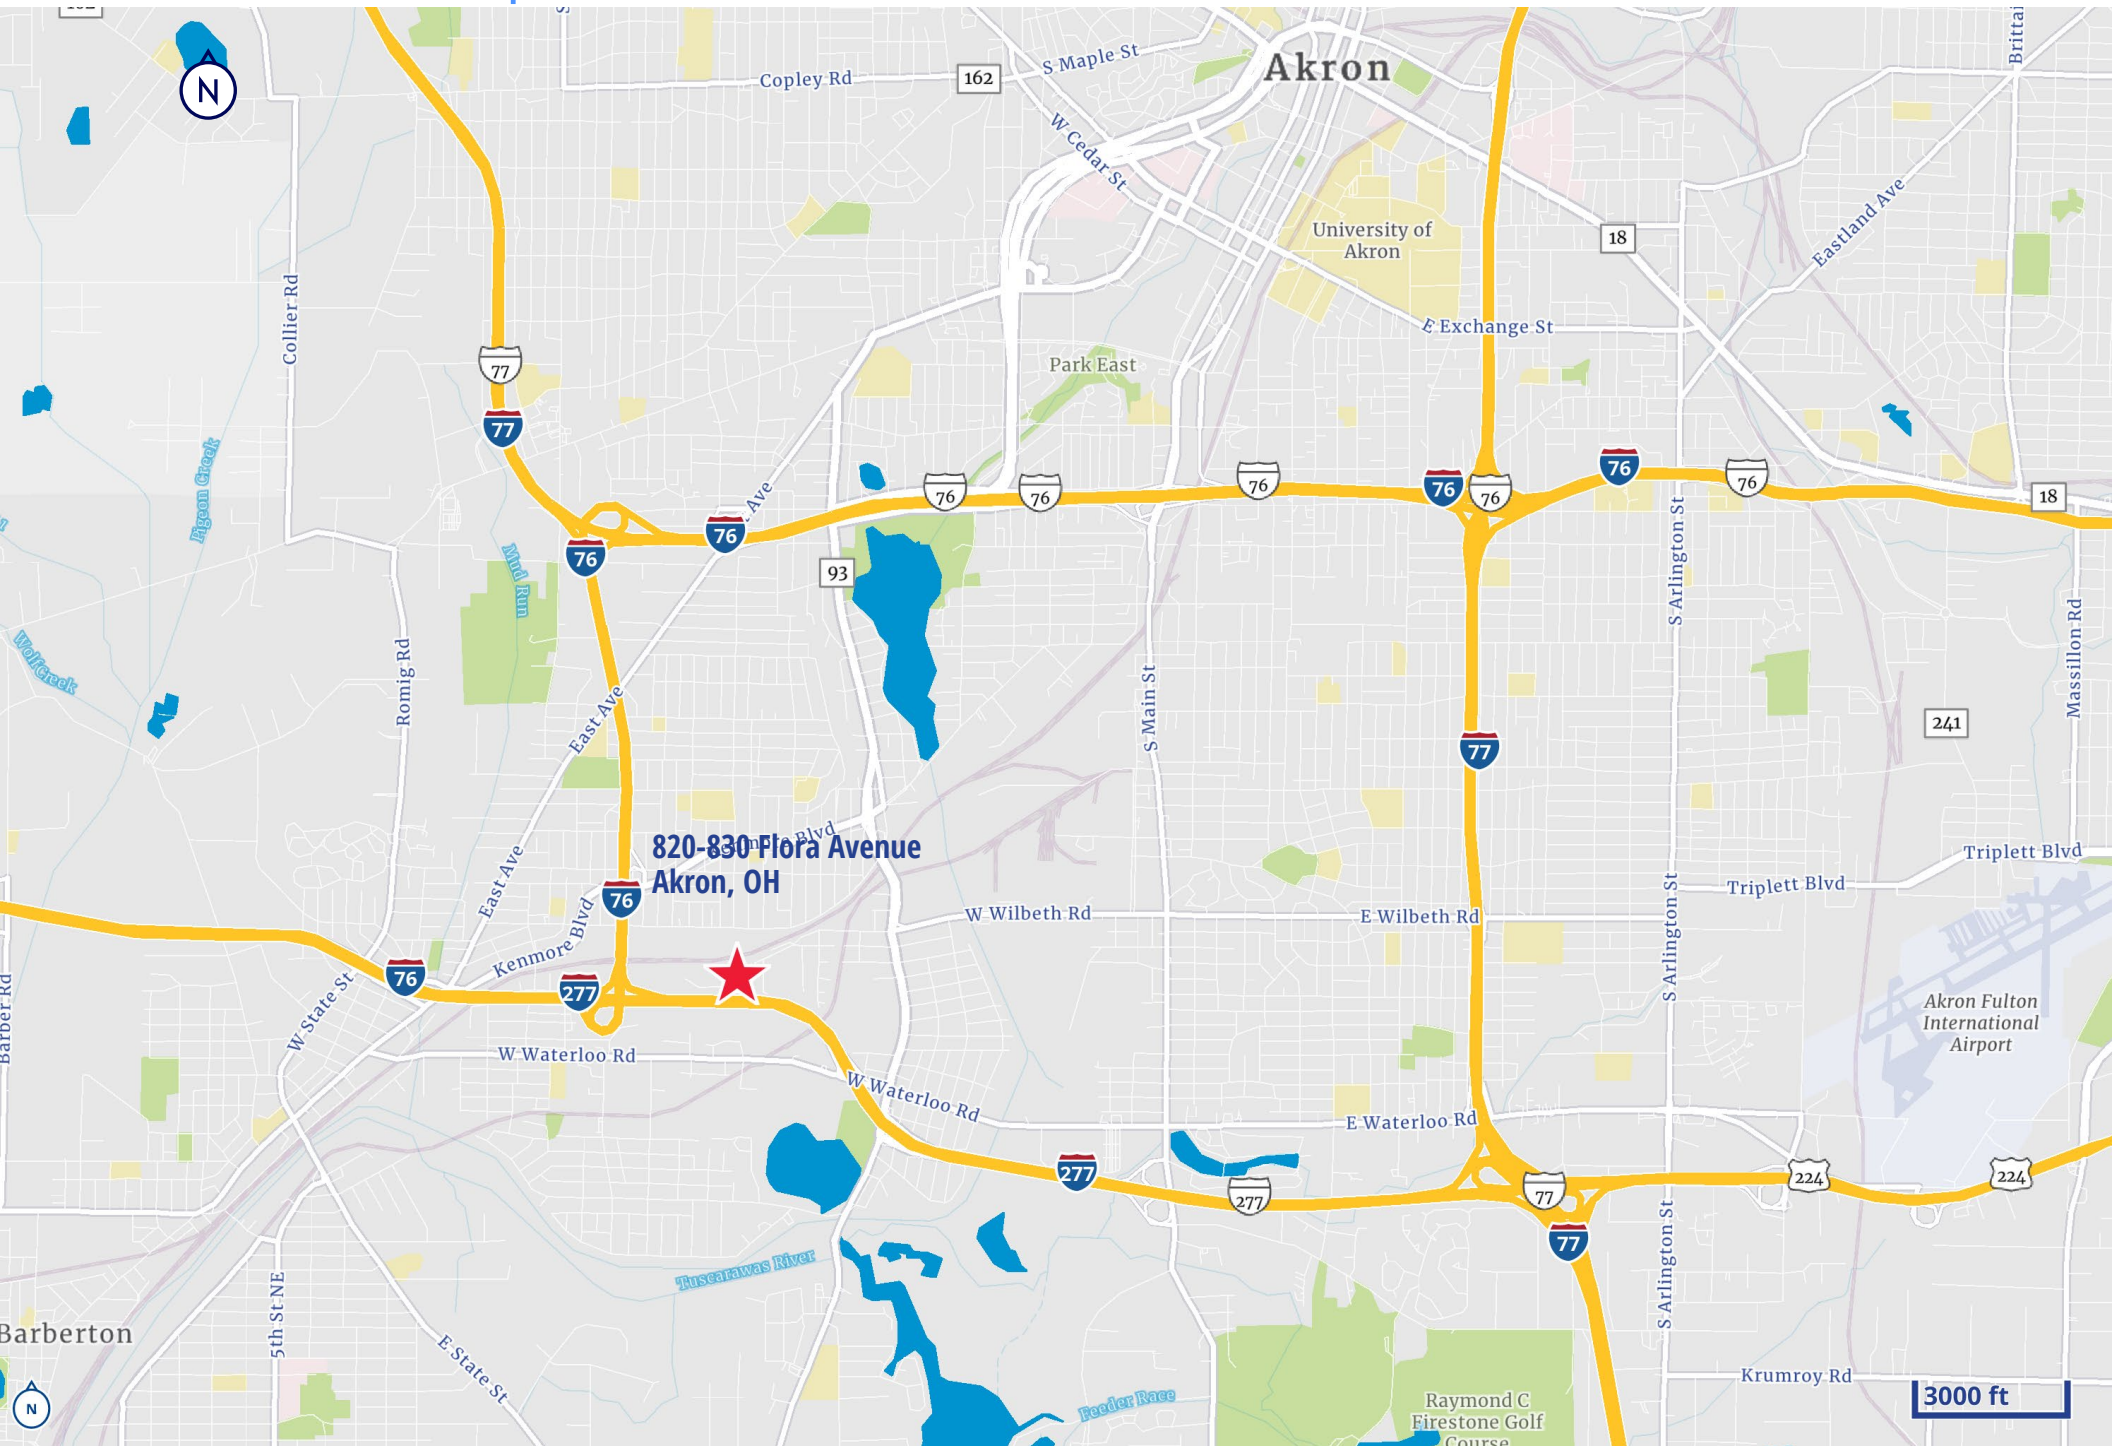 162
Akron
S Maple St
Copley Rd
162
N
W Cedar St
University of
Akron
18
Eastland Ave
Collier Rd
E Exchange St
77
Park East
77
Pigeon Creek
76
76
76
76
76
76
76
18
Ave
76
76
93
Mud Run
S Arlington St
Wolf Creek
Romig Rd
East Ave
S Main St
77
241
Massillon Rd
820-830 Flora Avenue
Akron, OH
Kenmore Blvd
Triplett Blvd
Triplett Blvd
East Ave
76
Kenmore Blvd
W Wilbeth Rd
E Wilbeth Rd
S Arlington St
76
277
W State St
Barber Rd
Akron Fulton
International
Airport
W Waterloo Rd
W Waterloo Rd
E Waterloo Rd
277
277
77
224
224
77
Tuscarawas River
S Arlington St
Barberton
5th St NE
E State St
Krumroy Rd
3000 ft
N
Feeder Race
Raymond C
Firestone Golf
Course